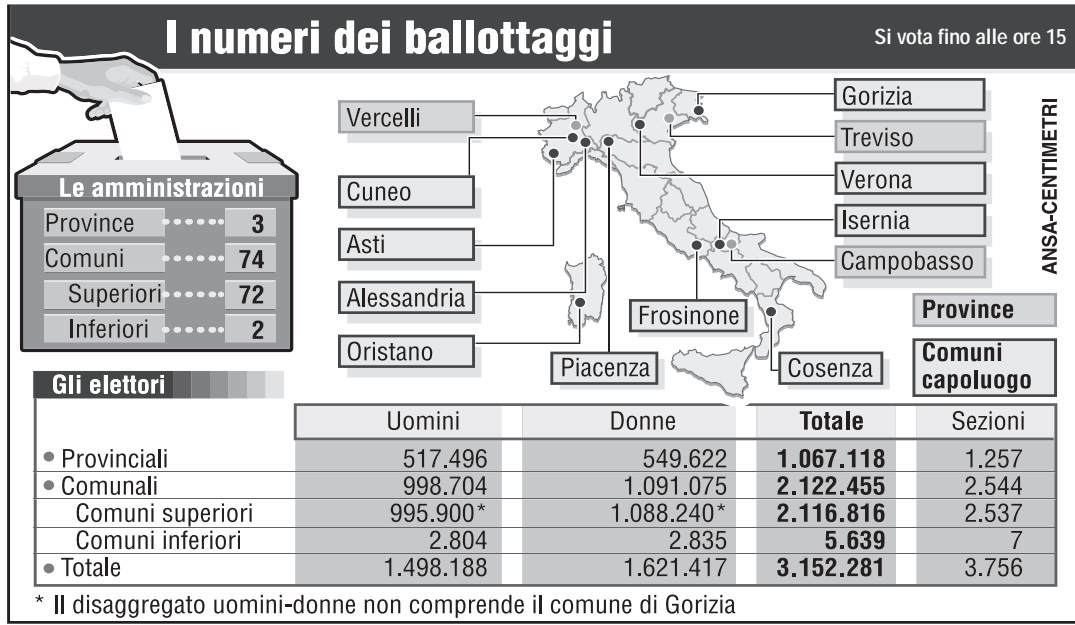 I numeri dei ballottaggi
Si vota fino alle ore 15
Le amministrazioni
Province 3
Comuni 74
Superiori 72
Inferiori 2
Vercelli
Cuneo
Asti
Alessandria
Oristano
Piacenza
Frosinone
Cosenza
Gorizia
Treviso
Verona
Isernia
Campobasso
Province
Comuni
capoluogo
ANSA-CENTIMETRI
Gli elettori
Uomini Donne Totale Sezioni
• Provinciali 517.496 549.622 1.067.118 1.257
• Comunali 998.704 1.091.075 2.122.455 2.544
Comuni superiori 995.900* 1.088.240* 2.116.816 2.537
Comuni inferiori 2.804 2.835 5.639 7
• Totale 1.498.188 1.621.417 3.152.281 3.756
* Il disaggregato uomini-donne non comprende il comune di Gorizia